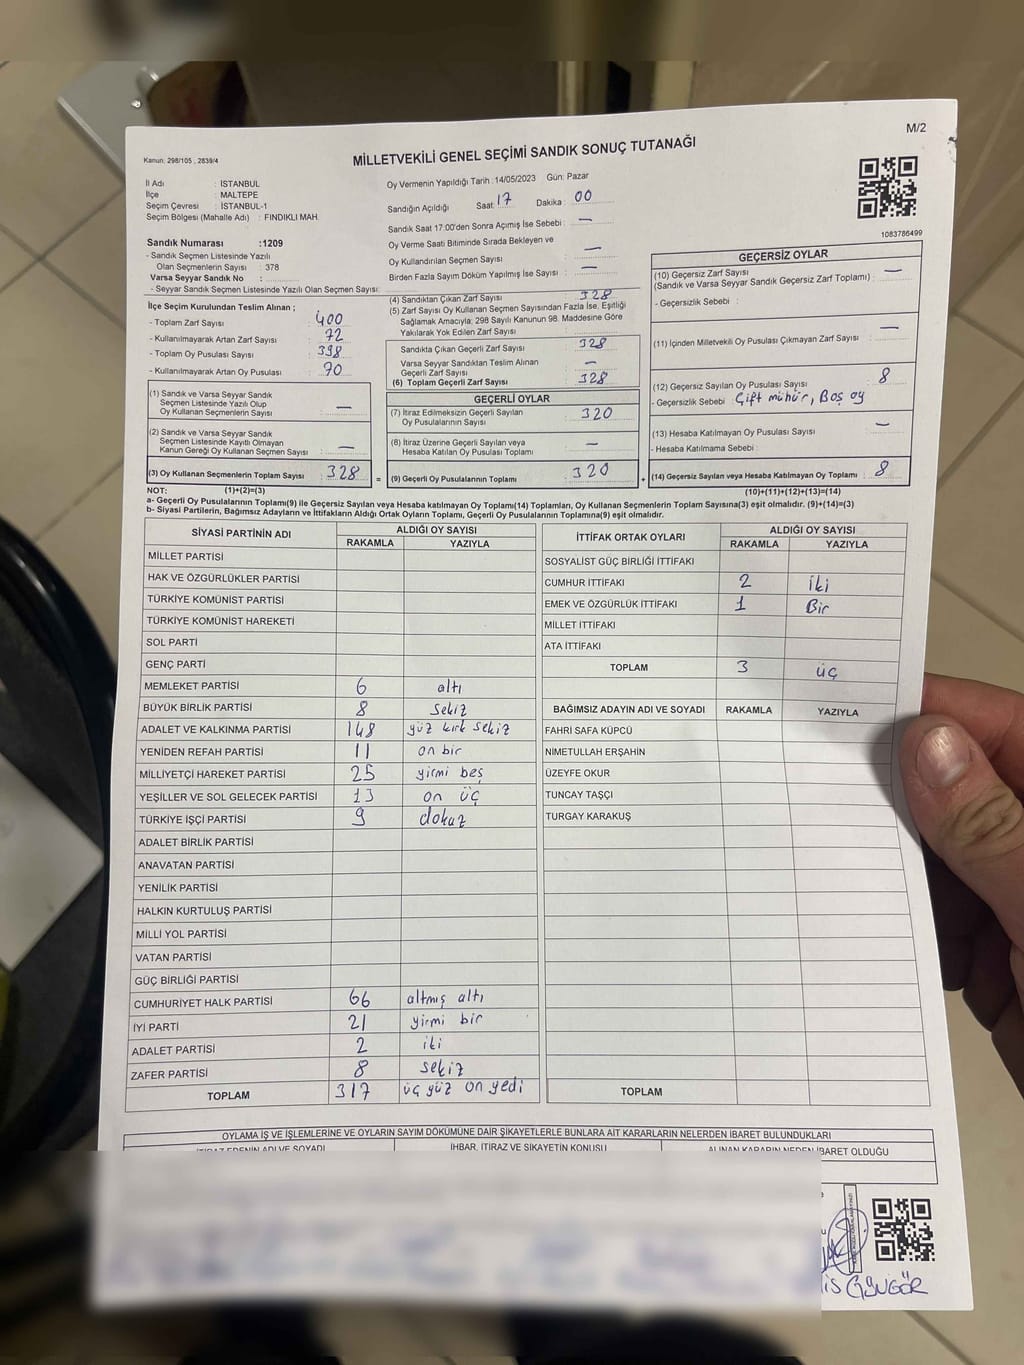 M/2
Kanun: 298/105 , 2839/4
MİLLETVEKİLİ GENEL SEÇİMİ SANDIK SONUÇ TUTANAĞI
İl Adı : İSTANBUL
İlçe : MALTEPE
Seçim Çevresi : İSTANBUL-1
Seçim Bölgesi (Mahalle Adı) : FINDIKLI MAH.
Oy Vermenin Yapıldığı Tarih : 14/05/2023 Gün: Pazar
Sandığın Açıldığı Saat: 17 Dakika : 00
Sandık Saat 17:00'den Sonra Açımış İse Sebebi : —
Oy Verme Saati Bitiminde Sırada Bekleyen ve
Oy Kullandırılan Seçmen Sayısı : —
Birden Fazla Sayım Döküm Yapılmış İse Sayısı : —
1083786499
Sandık Numarası :1209
- Sandık Seçmen Listesinde Yazılı
Olan Seçmenlerin Sayısı : 378
Varsa Seyyar Sandık No :
- Seyyar Sandık Seçmen Listesinde Yazılı Olan Seçmen Sayısı:
İlçe Seçim Kurulundan Teslim Alınan ;
- Toplam Zarf Sayısı : 400
- Kullanılmayarak Artan Zarf Sayısı : 72
- Toplam Oy Pusulası Sayısı : 398
- Kullanılmayarak Artan Oy Pusulası : 70
(1) Sandık ve Varsa Seyyar Sandık
Seçmen Listesinde Yazılı Olup
Oy Kullanan Seçmenlerin Sayısı : —
(2) Sandık ve Varsa Seyyar Sandık
Seçmen Listesinde Kayıtlı Olmayan
Kanun Gereği Oy Kullanan Seçmen Sayısı : —
(3) Oy Kullanan Seçmenlerin Toplam Sayısı : 328
(1)+(2)=(3)
(4) Sandıktan Çıkan Zarf Sayısı : 328
(5) Zarf Sayısı Oy Kullanan Seçmen Sayısından Fazla İse, Eşitliği
Sağlamak Amacıyla; 298 Sayılı Kanunun 98. Maddesine Göre
Yakılarak Yok Edilen Zarf Sayısı :
Sandıkta Çıkan Geçerli Zarf Sayısı : 328
Varsa Seyyar Sandıktan Teslim Alınan
Geçerli Zarf Sayısı : —
(6) Toplam Geçerli Zarf Sayısı : 328
GEÇERLİ OYLAR
(7) İtiraz Edilmeksizin Geçerli Sayılan
Oy Pusulalarının Sayısı : 320
(8) İtiraz Üzerine Geçerli Sayılan veya
Hesaba Katılan Oy Pusulası Toplamı : —
= (9) Geçerli Oy Pusulalarının Toplamı : 320
GEÇERSİZ OYLAR
(10) Geçersiz Zarf Sayısı
(Sandık ve Varsa Seyyar Sandık Geçersiz Zarf Toplamı) : —
- Geçersizlik Sebebi :
(11) İçinden Milletvekili Oy Pusulası Çıkmayan Zarf Sayısı : —
(12) Geçersiz Sayılan Oy Pusulası Sayısı : 8
- Geçersizlik Sebebi : Çift mühür, Boş oy
(13) Hesaba Katılmayan Oy Pusulası Sayısı : —
- Hesaba Katılmama Sebebi :
+ (14) Geçersiz Sayılan veya Hesaba Katılmayan Oy Toplamı : 8
(10)+(11)+(12)+(13)=(14)
NOT:
a- Geçerli Oy Pusulalarının Toplamı(9) ile Geçersiz Sayılan veya Hesaba katılmayan Oy Toplamı(14) Toplamları, Oy Kullanan Seçmenlerin Toplam Sayısına(3) eşit olmalıdır. (9)+(14)=(3)
b- Siyasi Partilerin, Bağımsız Adayların ve İttifakların Aldığı Ortak Oyların Toplamı, Geçerli Oy Pusulalarının Toplamına(9) eşit olmalıdır.
SİYASİ PARTİNİN ADI ALDIĞI OY SAYISI
RAKAMLA YAZIYLA
MİLLET PARTİSİ
HAK VE ÖZGÜRLÜKLER PARTİSİ
TÜRKİYE KOMÜNİST PARTİSİ
TÜRKİYE KOMÜNİST HAREKETİ
SOL PARTİ
GENÇ PARTİ
MEMLEKET PARTİSİ 6 altı
BÜYÜK BİRLİK PARTİSİ 8 sekiz
ADALET VE KALKINMA PARTİSİ 148 yüz kırk sekiz
YENİDEN REFAH PARTİSİ 11 on bir
MİLLİYETÇİ HAREKET PARTİSİ 25 yirmi beş
YEŞİLLER VE SOL GELECEK PARTİSİ 13 on üç
TÜRKİYE İŞÇİ PARTİSİ 9 dokuz
ADALET BİRLİK PARTİSİ
ANAVATAN PARTİSİ
YENİLİK PARTİSİ
HALKIN KURTULUŞ PARTİSİ
MİLLİ YOL PARTİSİ
VATAN PARTİSİ
GÜÇ BİRLİĞİ PARTİSİ
CUMHURİYET HALK PARTİSİ 66 altmış altı
İYİ PARTİ 21 yirmi bir
ADALET PARTİSİ 2 iki
ZAFER PARTİSİ 8 sekiz
TOPLAM 317 üç yüz on yedi
İTTİFAK ORTAK OYLARI ALDIĞI OY SAYISI
RAKAMLA YAZIYLA
SOSYALİST GÜÇ BİRLİĞİ İTTİFAKI
CUMHUR İTTİFAKI 2 iki
EMEK VE ÖZGÜRLÜK İTTİFAKI 1 Bir
MİLLET İTTİFAKI
ATA İTTİFAKI
TOPLAM 3 üç
BAĞIMSIZ ADAYIN ADI VE SOYADI RAKAMLA YAZIYLA
FAHRİ SAFA KÜPCÜ
NİMETULLAH ERŞAHİN
ÜZEYFE OKUR
TUNCAY TAŞÇI
TURGAY KARAKUŞ
TOPLAM
OYLAMA İŞ VE İŞLEMLERİNE VE OYLARIN SAYIM DÖKÜMÜNE DAİR ŞİKAYETLERLE BUNLARA AİT KARARLARIN NELERDEN İBARET BULUNDUKLARI
İTİRAZ EDENİN ADI VE SOYADI İHBAR, İTİRAZ VE ŞİKAYETİN KONUSU ALINAN KARARIN NEDEN İBARET OLDUĞU
GÜNGÖR